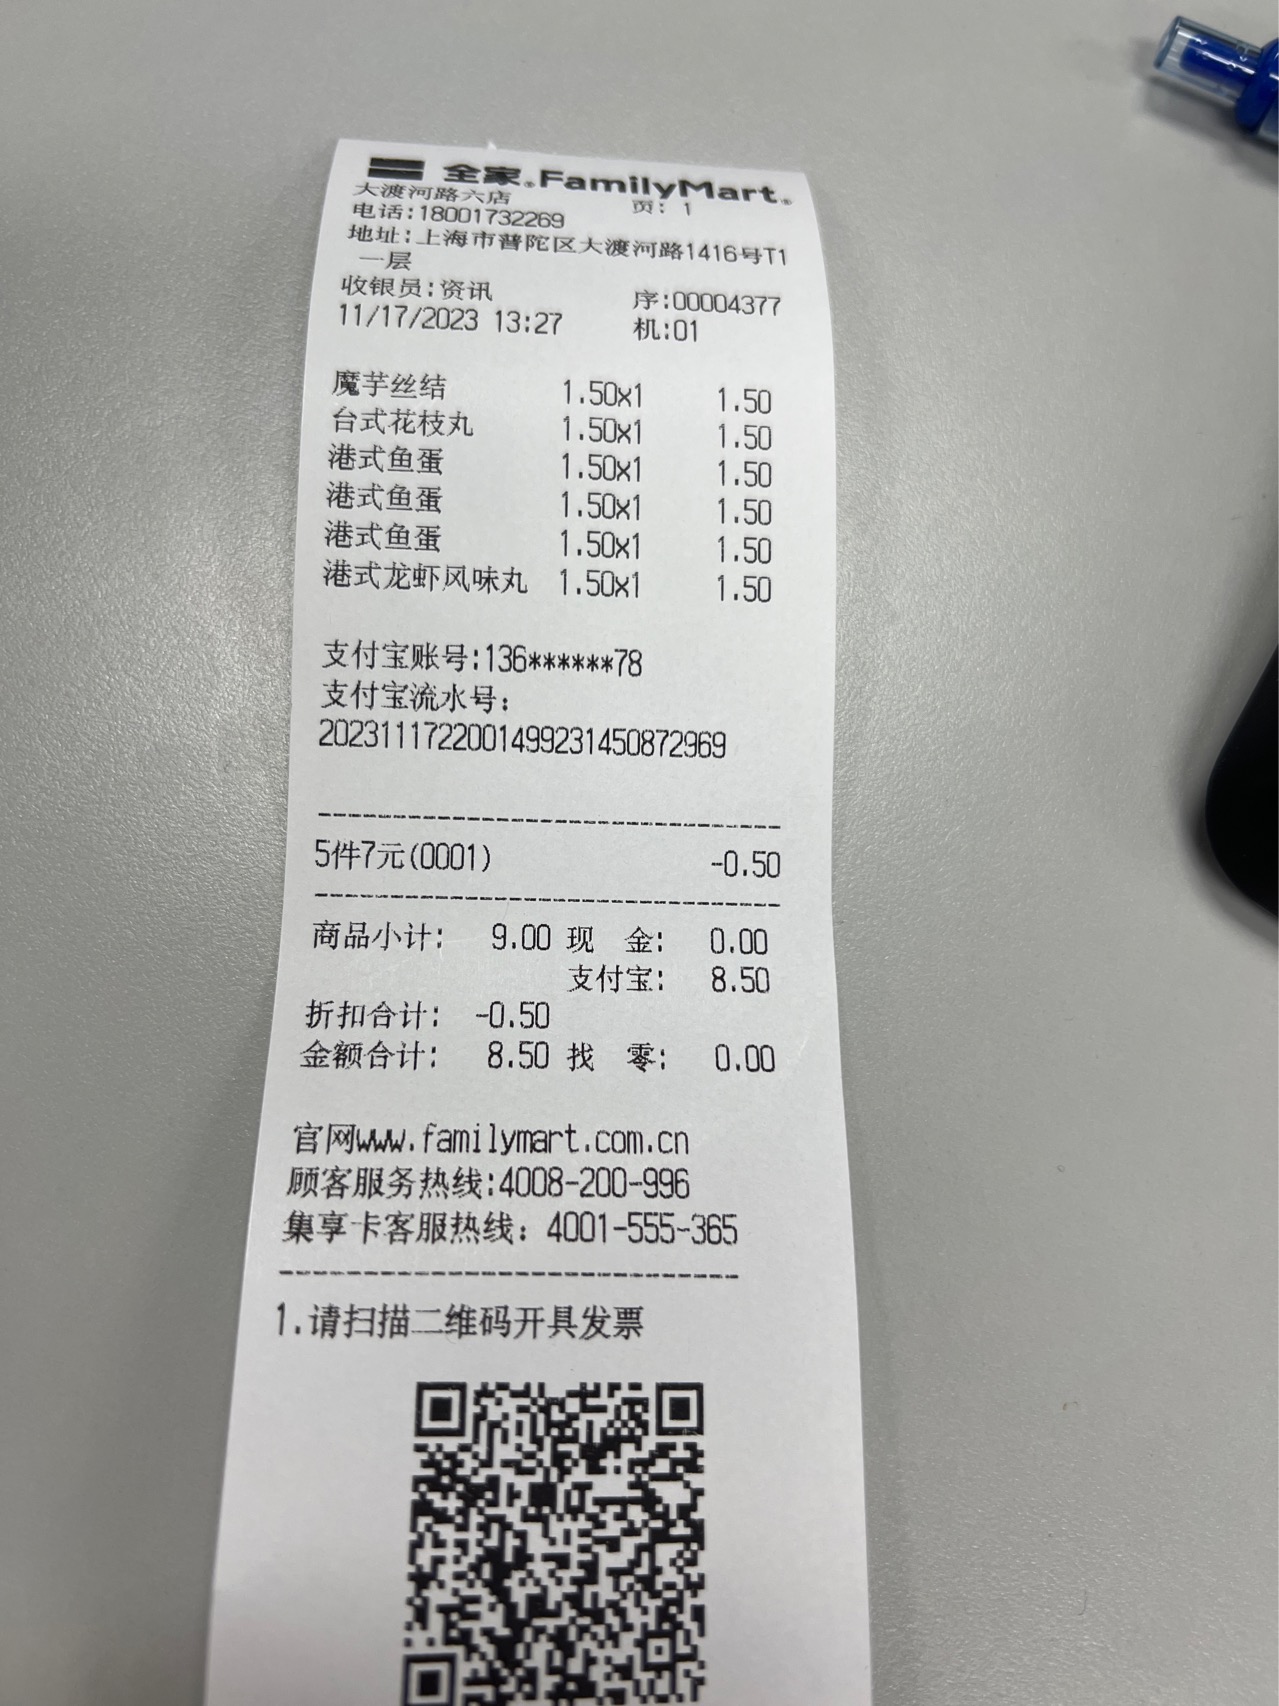 全家®FamilyMart®
大渡河路六店 页: 1
电话:18001732269
地址:上海市普陀区大渡河路1416号T1
一层
收银员:资讯 序:00004377
11/17/2023 13:27 机:01
魔芋丝结 1.50x1 1.50
台式花枝丸 1.50x1 1.50
港式鱼蛋 1.50x1 1.50
港式鱼蛋 1.50x1 1.50
港式鱼蛋 1.50x1 1.50
港式龙虾风味丸 1.50x1 1.50
支付宝账号:136******78
支付宝流水号:
2023111722001499231450872969
5件7元(0001) -0.50
商品小计: 9.00 现 金: 0.00
支付宝: 8.50
折扣合计: -0.50
金额合计: 8.50 找 零: 0.00
官网www.familymart.com.cn
顾客服务热线:4008-200-996
集享卡客服热线: 4001-555-365
1.请扫描二维码开具发票